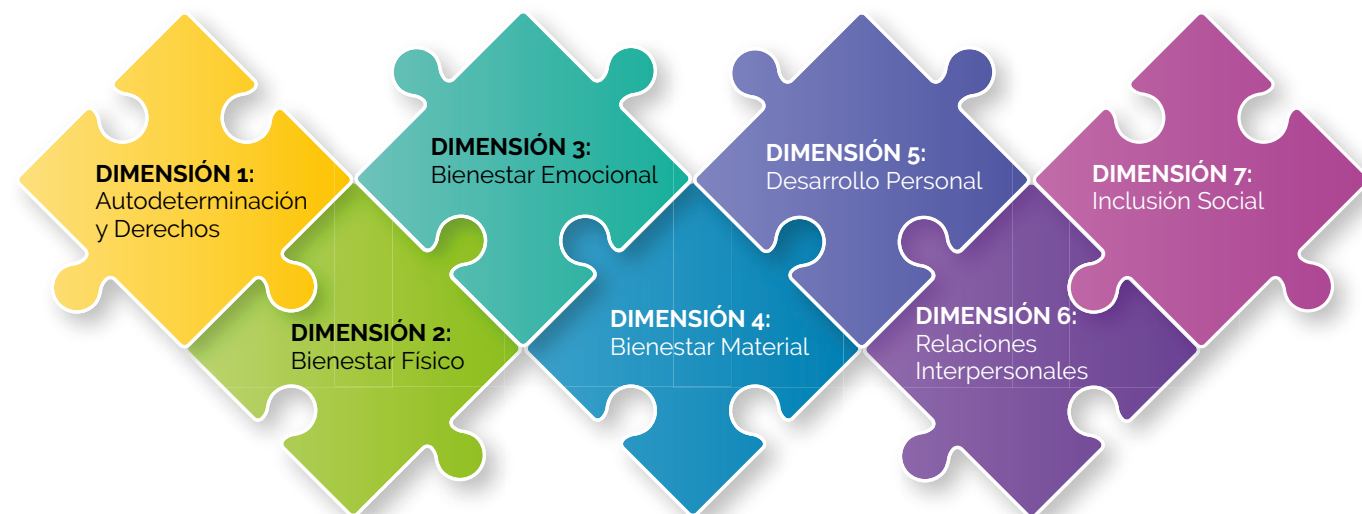 DIMENSIÓN 1:
Autodeterminación
y Derechos
DIMENSIÓN 2:
Bienestar Físico
DIMENSIÓN 3:
Bienestar Emocional
DIMENSIÓN 4:
Bienestar Material
DIMENSIÓN 5:
Desarrollo Personal
DIMENSIÓN 6:
Relaciones
Interpersonales
DIMENSIÓN 7:
Inclusión Social